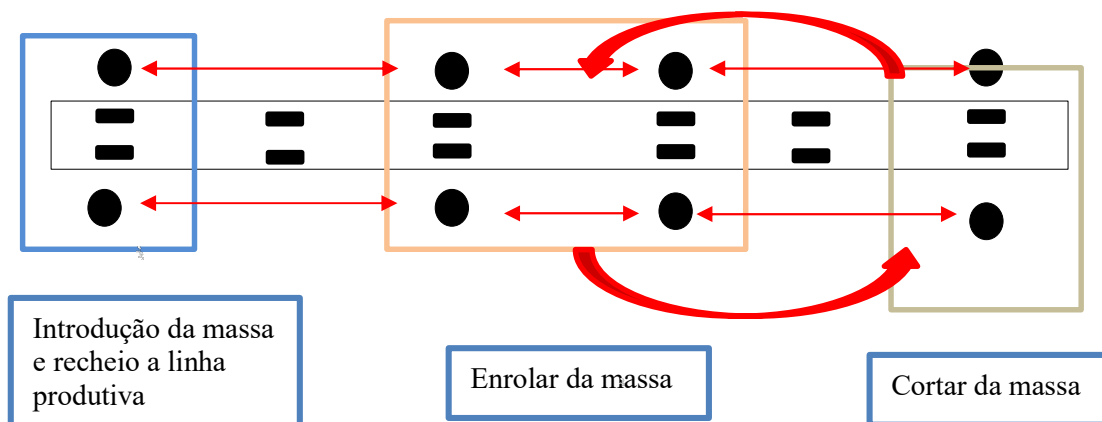 Introdução da massa
e recheio a linha
produtiva
Enrolar da massa
Cortar da massa